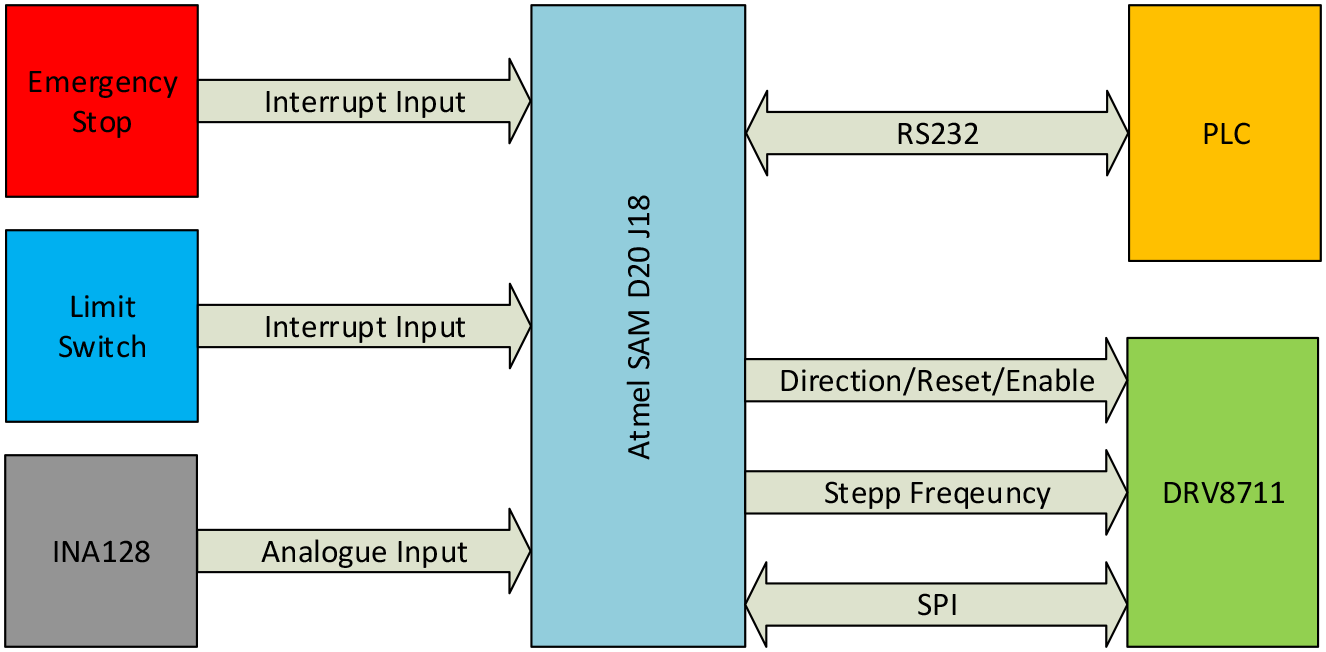 Emergency
Stop
Interrupt Input
RS232
PLC
Limit
Switch
Interrupt Input
Atmel SAM D20 J18
Direction/Reset/Enable
Stepp Freqeuncy
DRV8711
INA128
Analogue Input
SPI